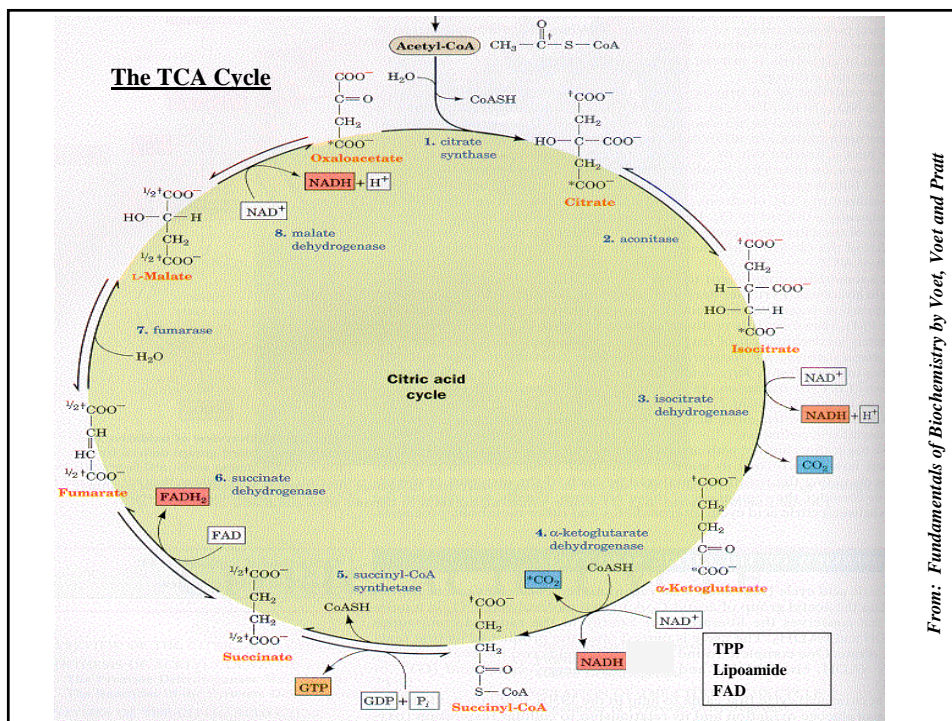 The TCA Cycle
Acetyl-CoA
O
†
CH₃—C—S—CoA
H₂O
CoASH
COO⁻
C=O
CH₂
*COO⁻
Oxaloacetate
1. citrate
synthase
†COO⁻
CH₂
HO—C—COO⁻
CH₂
*COO⁻
Citrate
2. aconitase
†COO⁻
CH₂
H—C—COO⁻
HO—C—H
*COO⁻
Isocitrate
3. isocitrate
dehydrogenase
NAD⁺
NADH + H⁺
CO₂
†COO⁻
CH₂
CH₂
C=O
*COO⁻
α-Ketoglutarate
4. α-ketoglutarate
dehydrogenase
CoASH
*CO₂
NAD⁺
NADH
TPP
Lipoamide
FAD
†COO⁻
CH₂
CH₂
C=O
S—CoA
Succinyl-CoA
5. succinyl-CoA
synthetase
CoASH
GTP
GDP + Pᵢ
½†COO⁻
CH₂
CH₂
½†COO⁻
Succinate
6. succinate
dehydrogenase
FADH₂
FAD
½†COO⁻
CH
HC
½†COO⁻
Fumarate
7. fumarase
H₂O
½†COO⁻
HO—C—H
CH₂
½†COO⁻
L-Malate
8. malate
dehydrogenase
NAD⁺
NADH + H⁺
Citric acid
cycle
From: Fundamentals of Biochemistry by Voet, Voet and Pratt